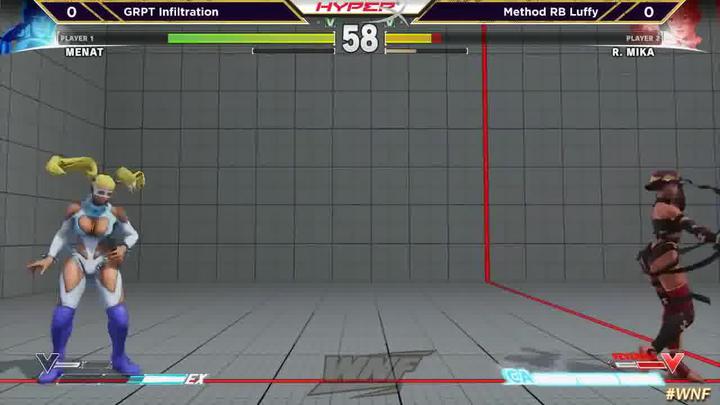 0 GRPT Infiltration HYPER Method RB Luffy 0
PLAYER 1 58 PLAYER 2
MENAT R. MIKA
WNF
EX CA
#WNF